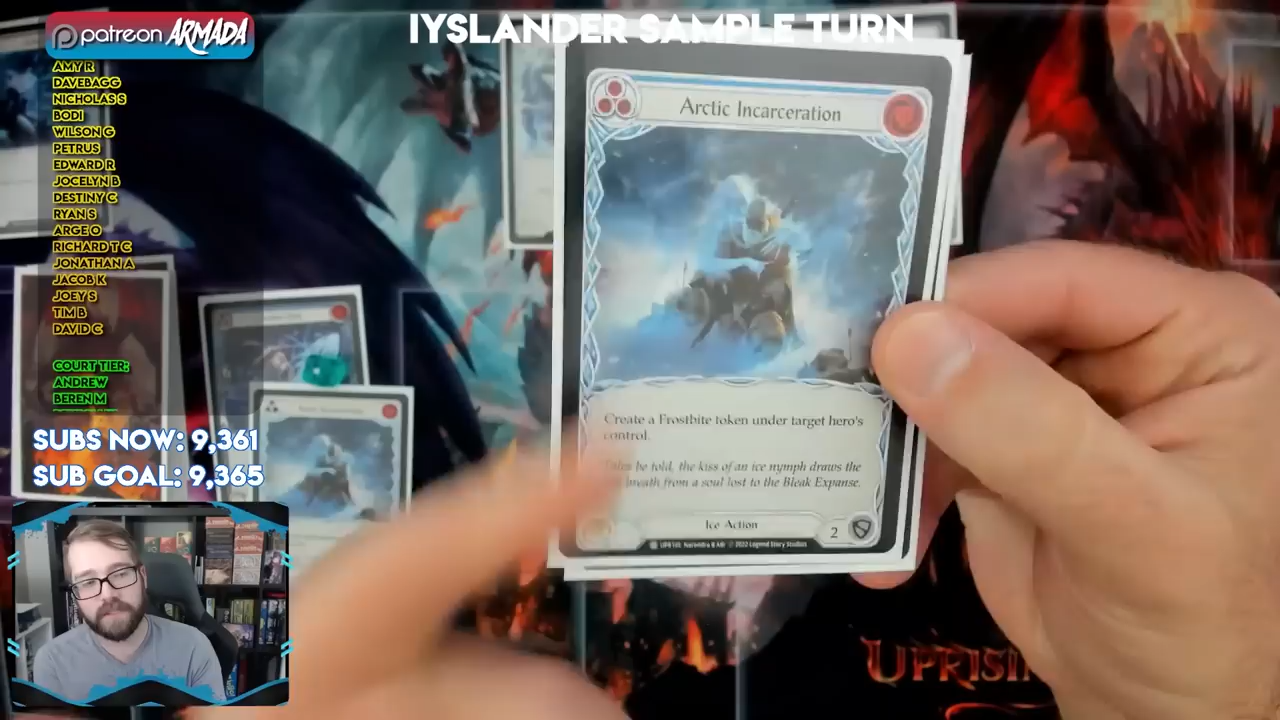 patreon ARMADA
IYSLANDER SAMPLE TURN
AMY R
DAVEBAGG
NICHOLAS S
BODI
WILSON G
PETRUS
EDWARD R
JOCELYN B
DESTINY C
RYAN S
ARGE O
RICHARD T C
JONATHAN A
JACOB K
JOEY S
TIM B
DAVID C
COURT TIER:
ANDREW
BEREN M
SUBS NOW: 9,361
SUB GOAL: 9,365
Arctic Incarceration
Create a Frostbite token under target hero's
control.
be told, the kiss of an ice nymph draws the
breath from a soul lost to the Bleak Expanse.
Ice Action
2
2022 Legend Story Studios
UPRISIN